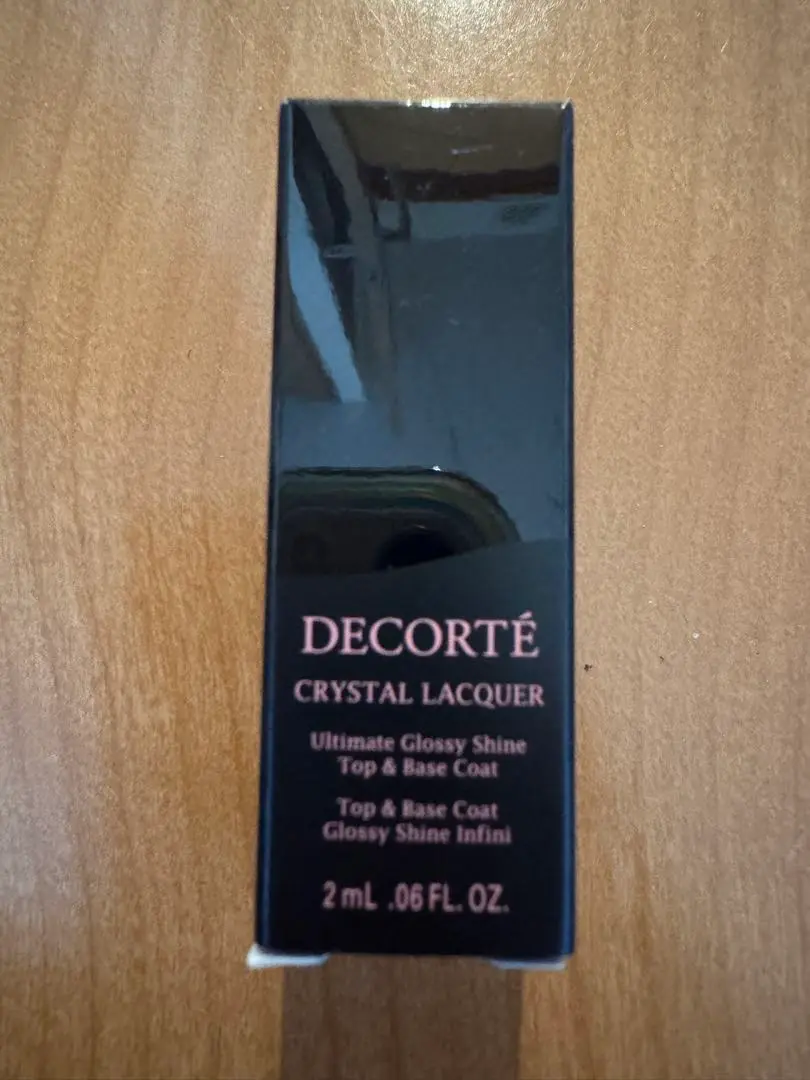 DECORTÉ
CRYSTAL LACQUER
Ultimate Glossy Shine
Top & Base Coat
Top & Base Coat
Glossy Shine Infini
2 mL .06 FL. OZ.